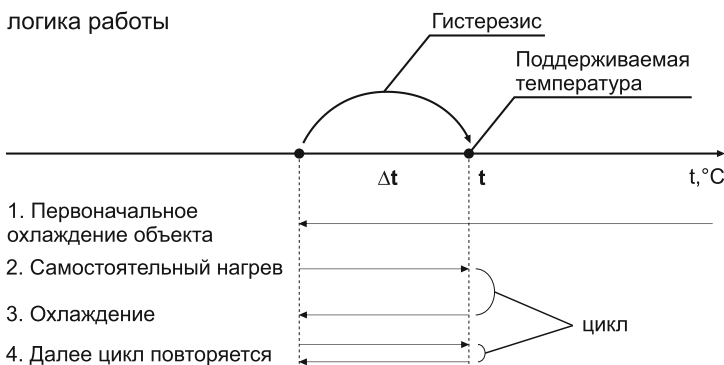 логика работы
Гистерезис
Поддерживаемая
температура
Δt
t
t,°C
1. Первоначальное
охлаждение объекта
2. Самостоятельный нагрев
3. Охлаждение
цикл
4. Далее цикл повторяется